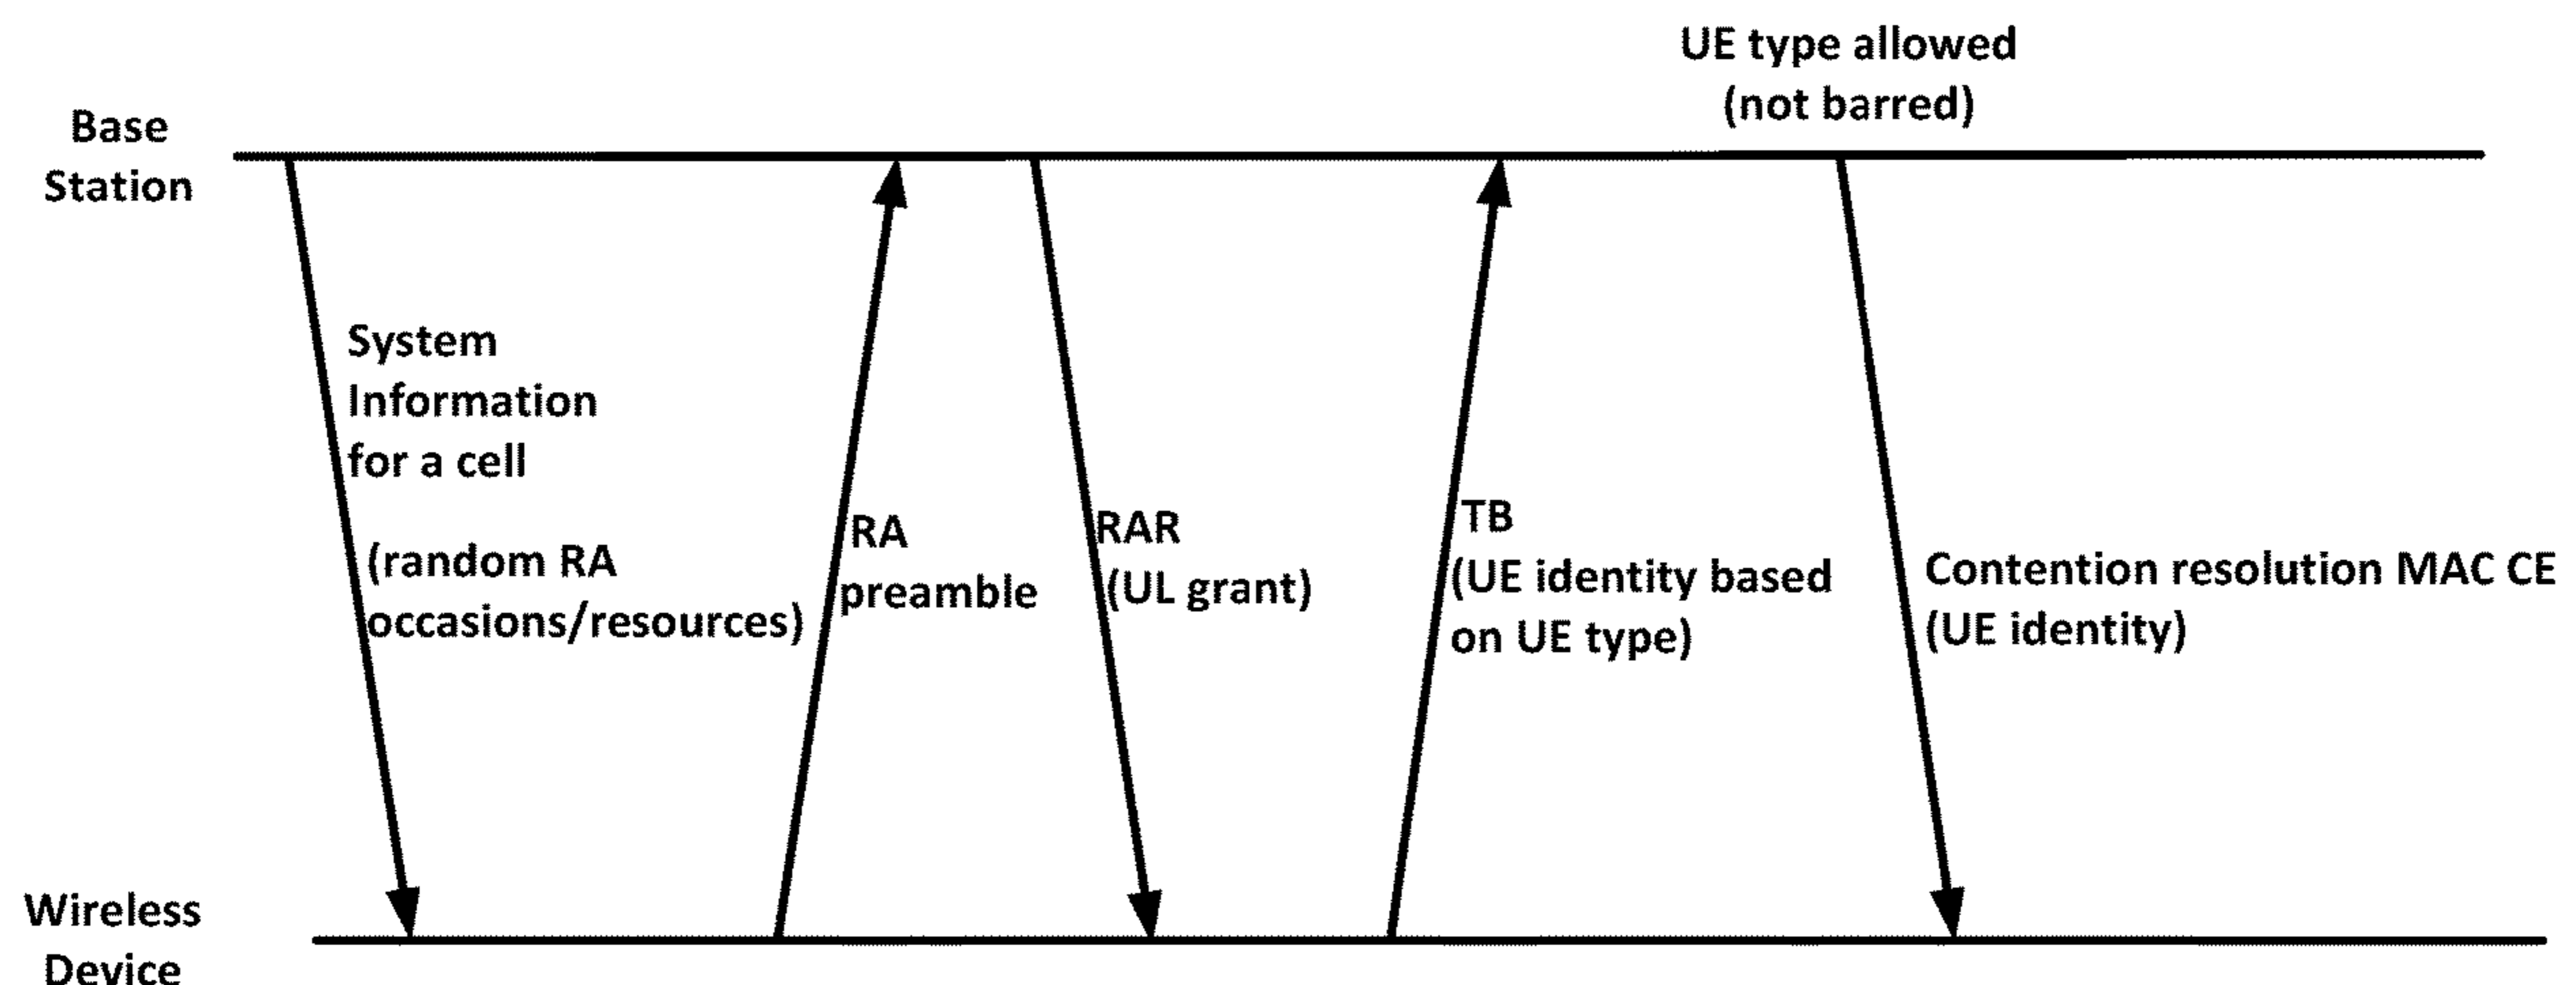 UE type allowed
(not barred)
Base
Station
System
Information
for a cell
(random RA
occasions/resources)
RA
preamble
RAR
(UL grant)
TB
(UE identity based
on UE type)
Contention resolution MAC CE
(UE identity)
Wireless
Device